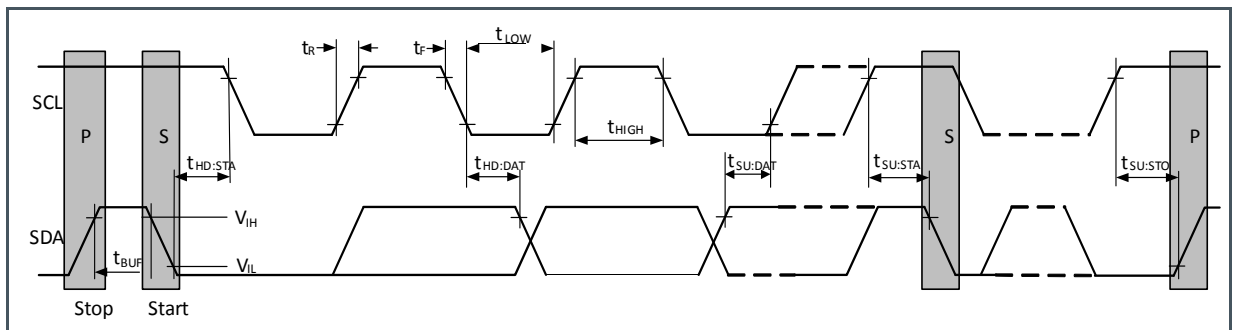 tR
tF
tLOW
SCL
P
S
tHIGH
S
P
tHD:STA
tHD:DAT
tSU:DAT
tSU:STA
tSU:STO
VIH
SDA
tBUF
VIL
Stop
Start